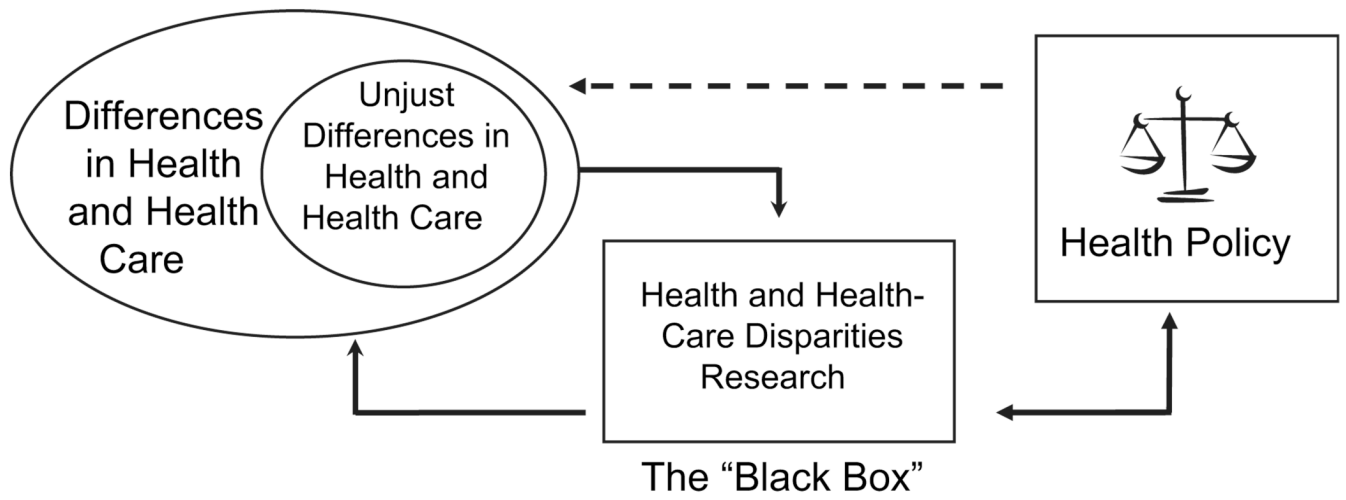 Differences
in Health
and Health
Care
Unjust
Differences in
Health and
Health Care
Health and Health-
Care Disparities
Research
The “Black Box”
Health Policy